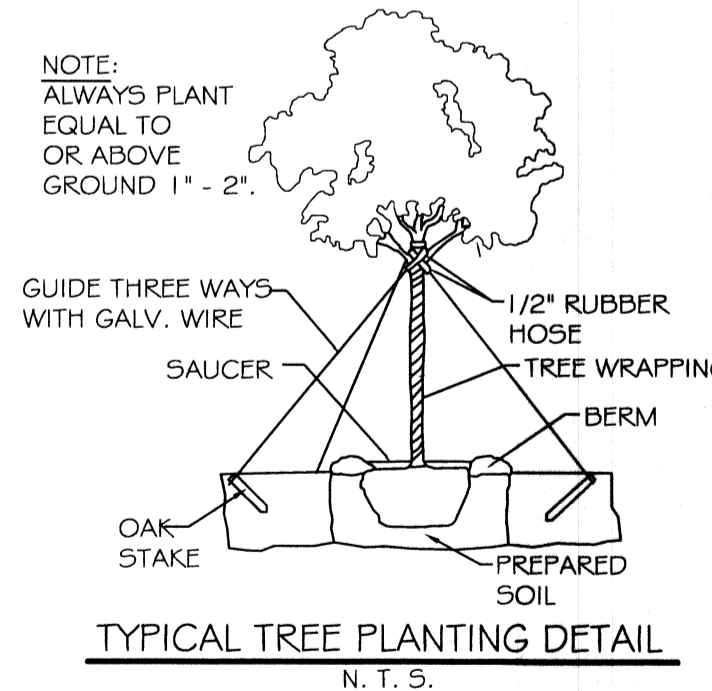 NOTE:
ALWAYS PLANT
EQUAL TO
OR ABOVE
GROUND 1" - 2".
GUIDE THREE WAYS
WITH GALV. WIRE
1/2" RUBBER
HOSE
SAUCER
TREE WRAPPING
BERM
OAK
STAKE
PREPARED
SOIL
TYPICAL TREE PLANTING DETAIL
N. T. S.